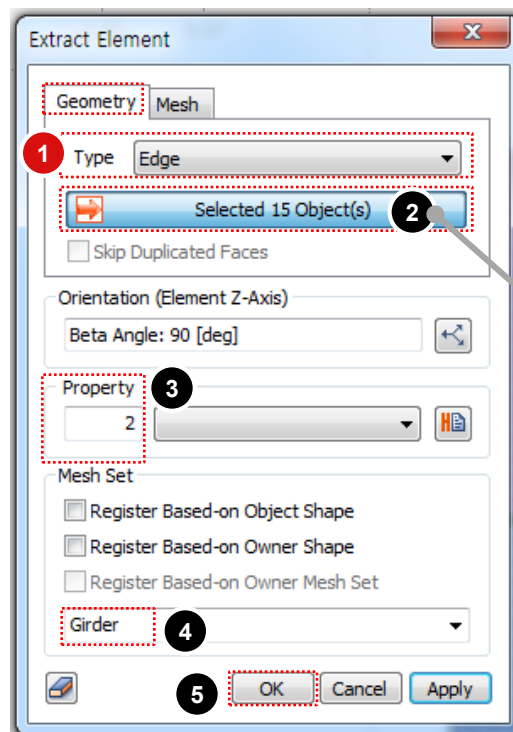 Extract Element
X
Geometry Mesh
1 Type Edge
Selected 15 Object(s) 2
Skip Duplicated Faces
Orientation (Element Z-Axis)
Beta Angle: 90 [deg]
Property 3
2
Mesh Set
Register Based-on Object Shape
Register Based-on Owner Shape
Register Based-on Owner Mesh Set
Girder 4
5 OK Cancel Apply